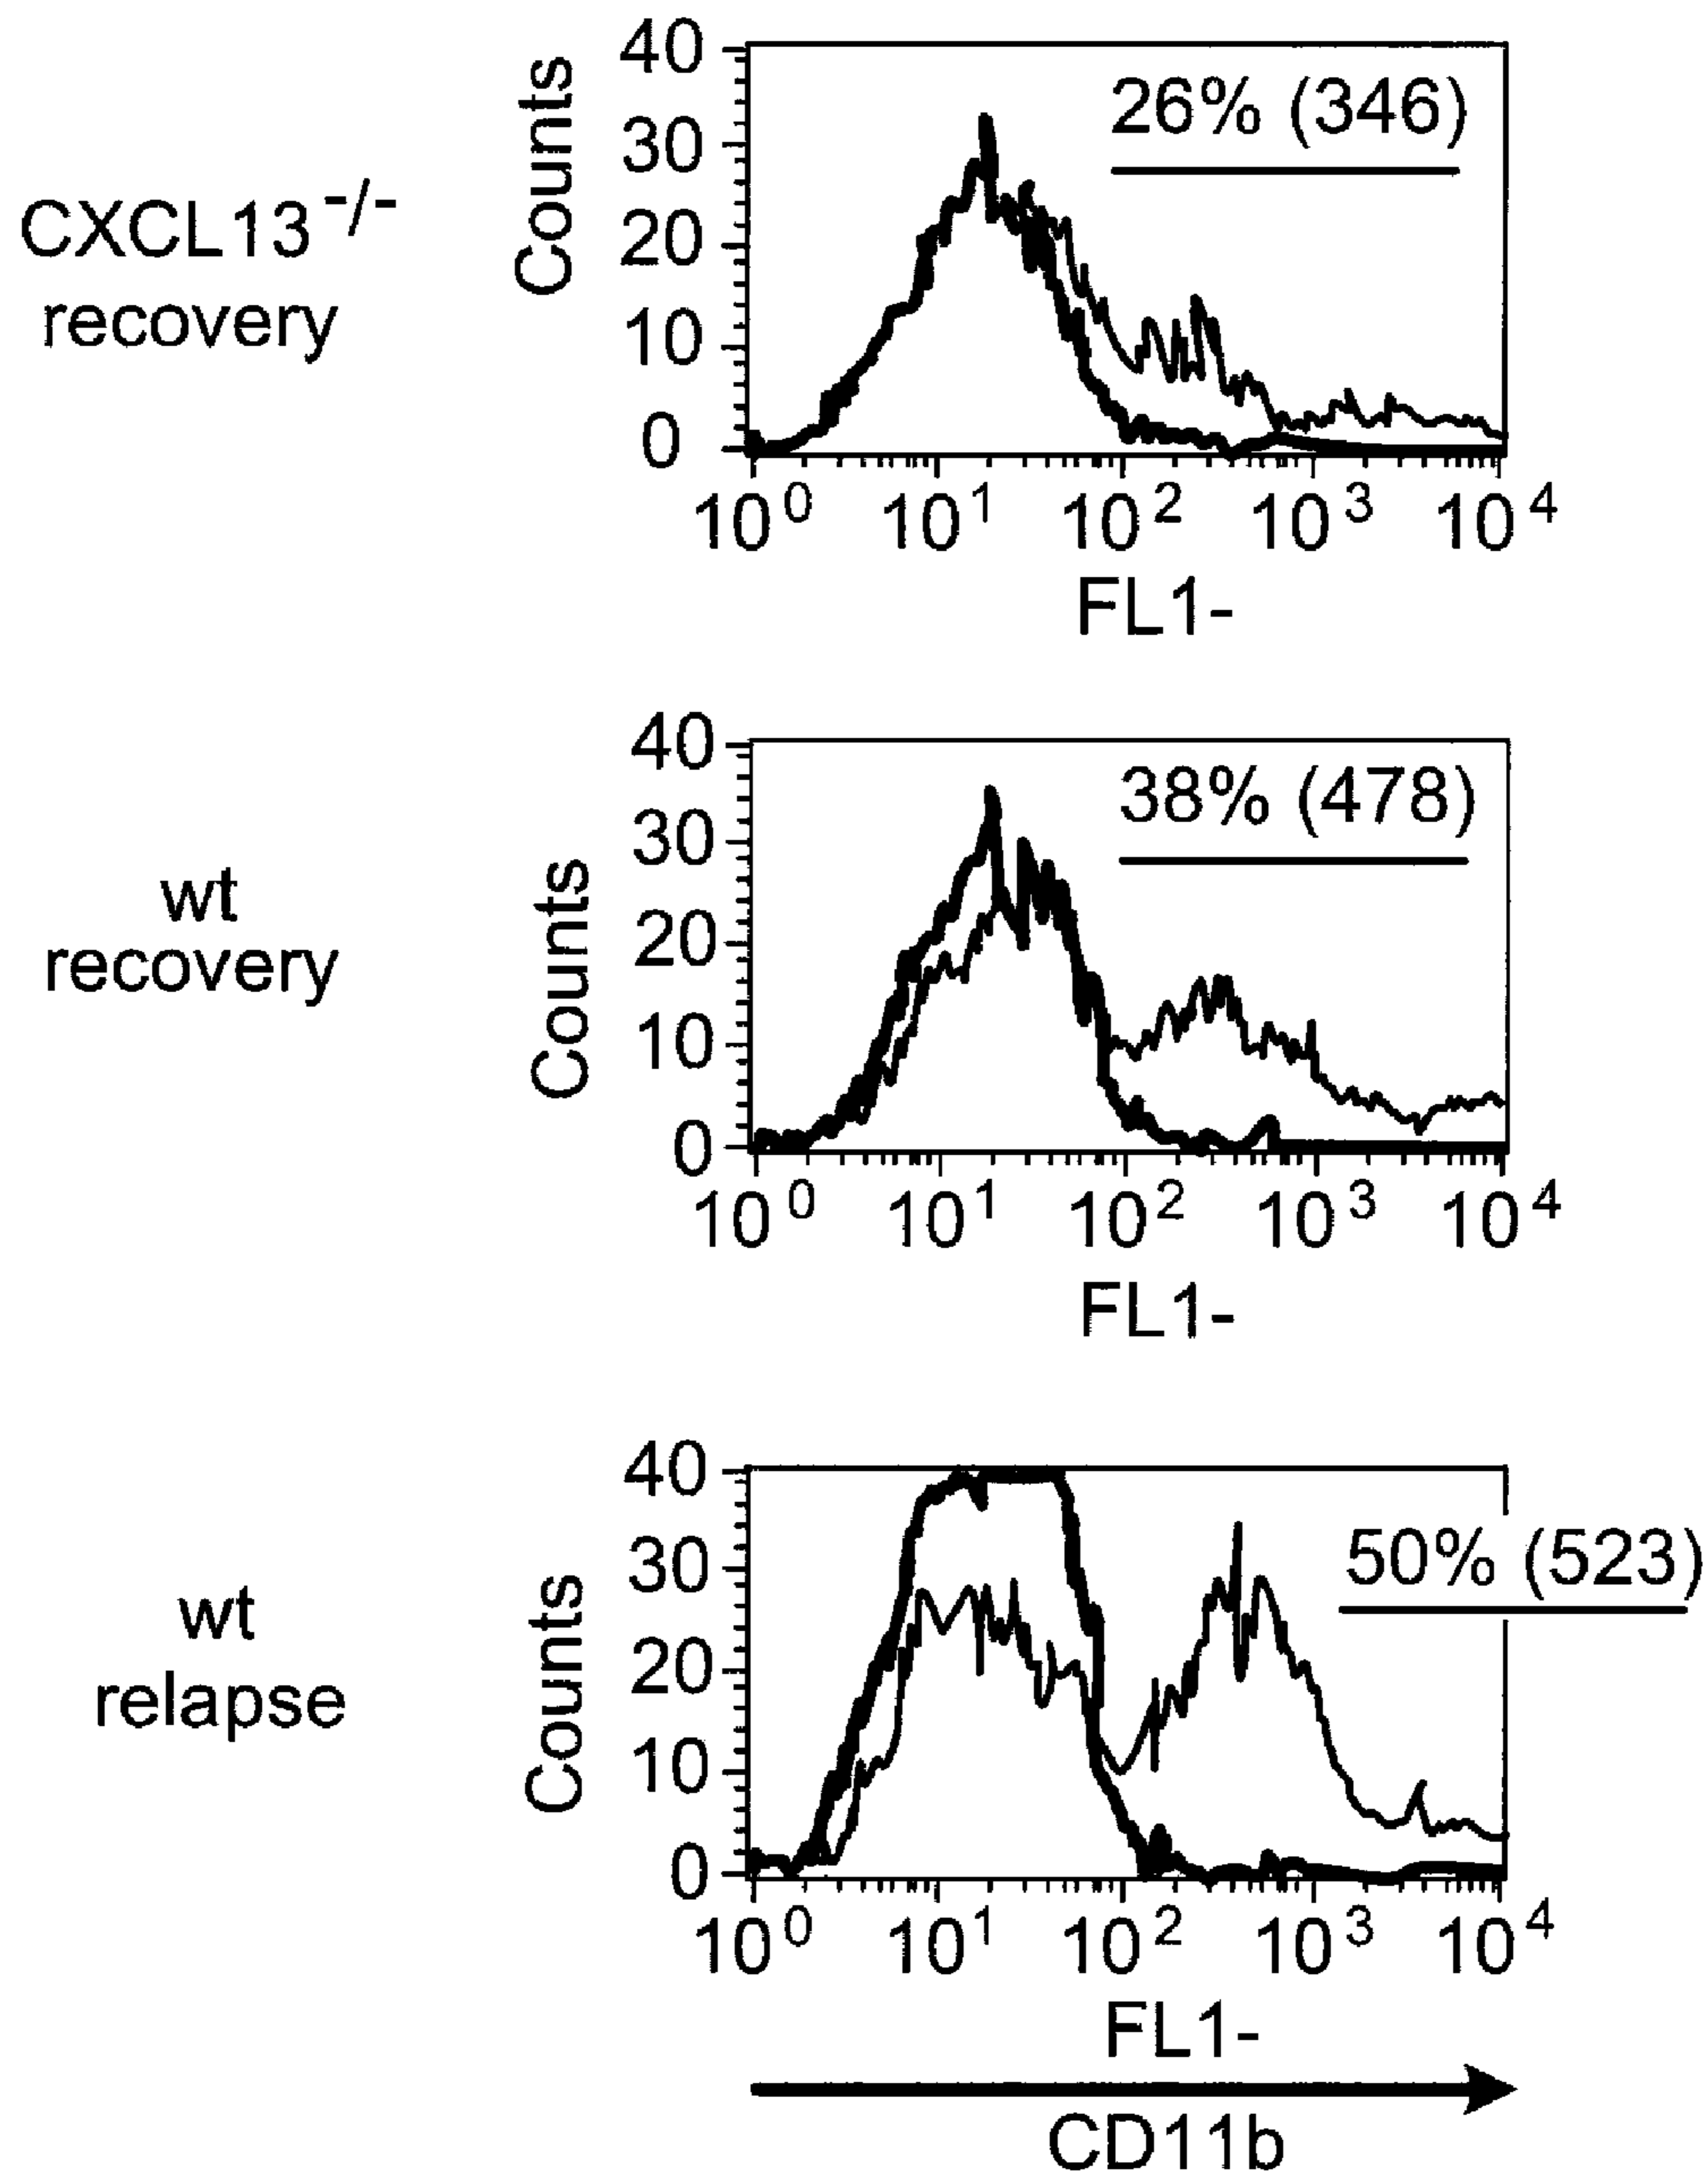 40
26% (346)
30
Counts
20
10
0
CXCL13 -/-
recovery
10^0 10^1 10^2 10^3 10^4
FL1-
40
38% (478)
30
Counts
20
10
0
wt
recovery
10^0 10^1 10^2 10^3 10^4
FL1-
40
50% (523)
30
Counts
20
10
0
wt
relapse
10^0 10^1 10^2 10^3 10^4
FL1-
CD11b